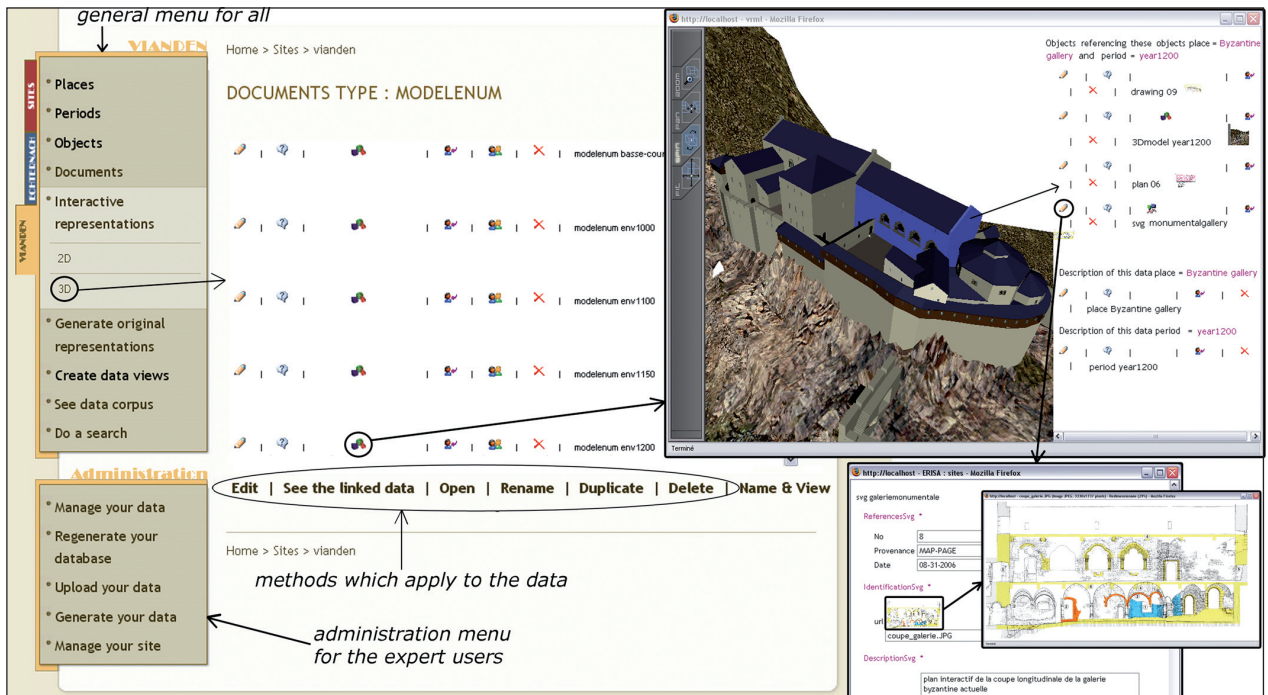 general menu for all
VIANDEN
SITES
ECHTERNACH
VIANDEN
Places
Periods
Objects
Documents
Interactive
representations
2D
3D
Generate original
representations
Create data views
See data corpus
Do a search
Administration
Manage your data
Regenerate your
database
Upload your data
Generate your data
Manage your site
Home > Sites > vianden
DOCUMENTS TYPE : MODELENUM
| | | | | | modelenum basse-cour
| | | | | | modelenum env1000
| | | | | | modelenum env1100
| | | | | | modelenum env1150
| | | | | | modelenum env1200
Edit | See the linked data | Open | Rename | Duplicate | Delete | Name & View
Home > Sites > vianden
methods which apply to the data
administration menu
for the expert users
http://localhost - vrml - Mozilla Firefox
ZOOM
PAN
FIT
Objects referencing these objects place = Byzantine
gallery and period = year1200
| | |
| | drawing 09
| | |
| | 3Dmodel year1200
| | |
| | plan 06
| | |
| | svg monumentalgallery
Description of this data place = Byzantine gallery
| | | |
| place Byzantine gallery
Description of this data period = year1200
| | | |
| period year1200
Terminé
http://localhost - ERISA : sites - Mozilla Firefox
svg galeriemonumentale
ReferencesSvg *
No 8
Provenance MAP-PAGE
Date 08-31-2006
IdentificationSvg *
url
coupe_galerie.JPG
DescriptionSvg *
plan interactif de la coupe longitudinale de la galerie
byzantine actuelle